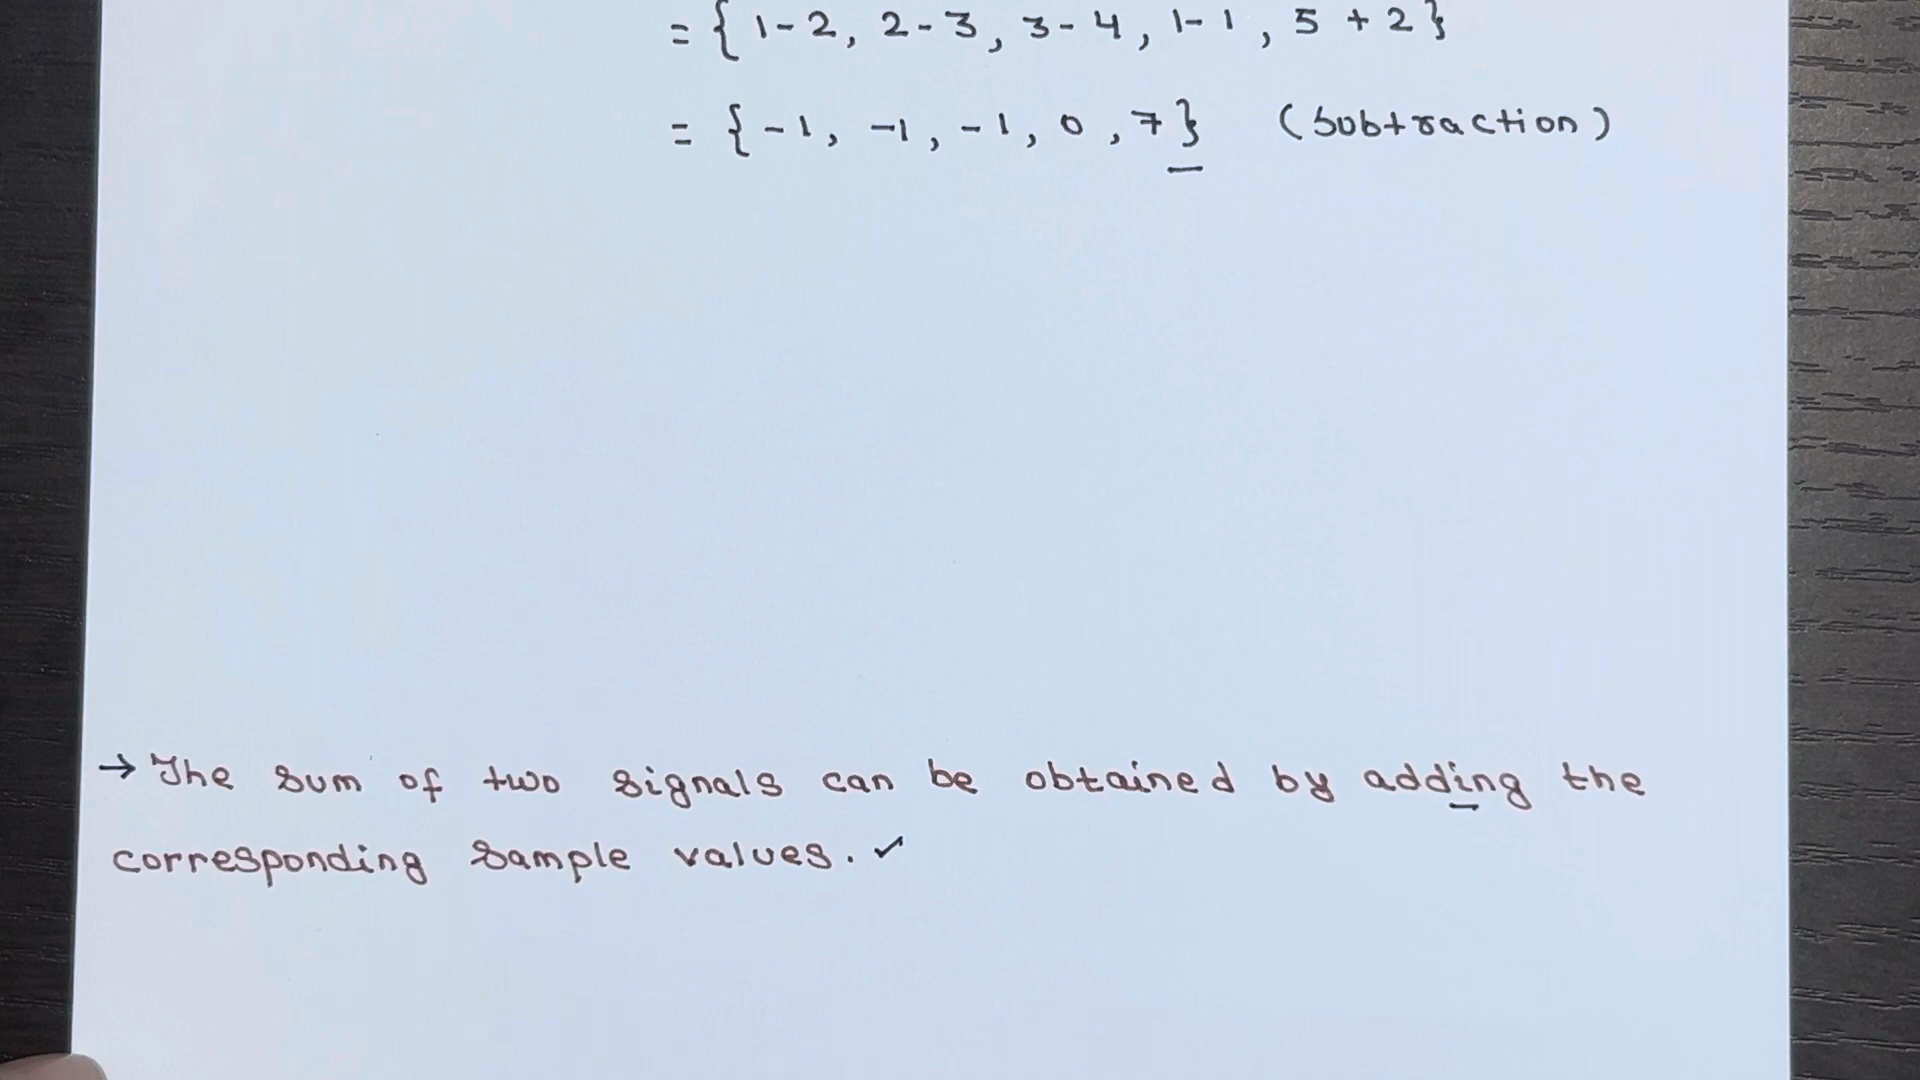 = { 1-2, 2-3, 3-4, 1-1, 5+2}
= {-1, -1, -1, 0, 7} (Subtraction)
→ The sum of two signals can be obtained by adding the
corresponding sample values. ✓